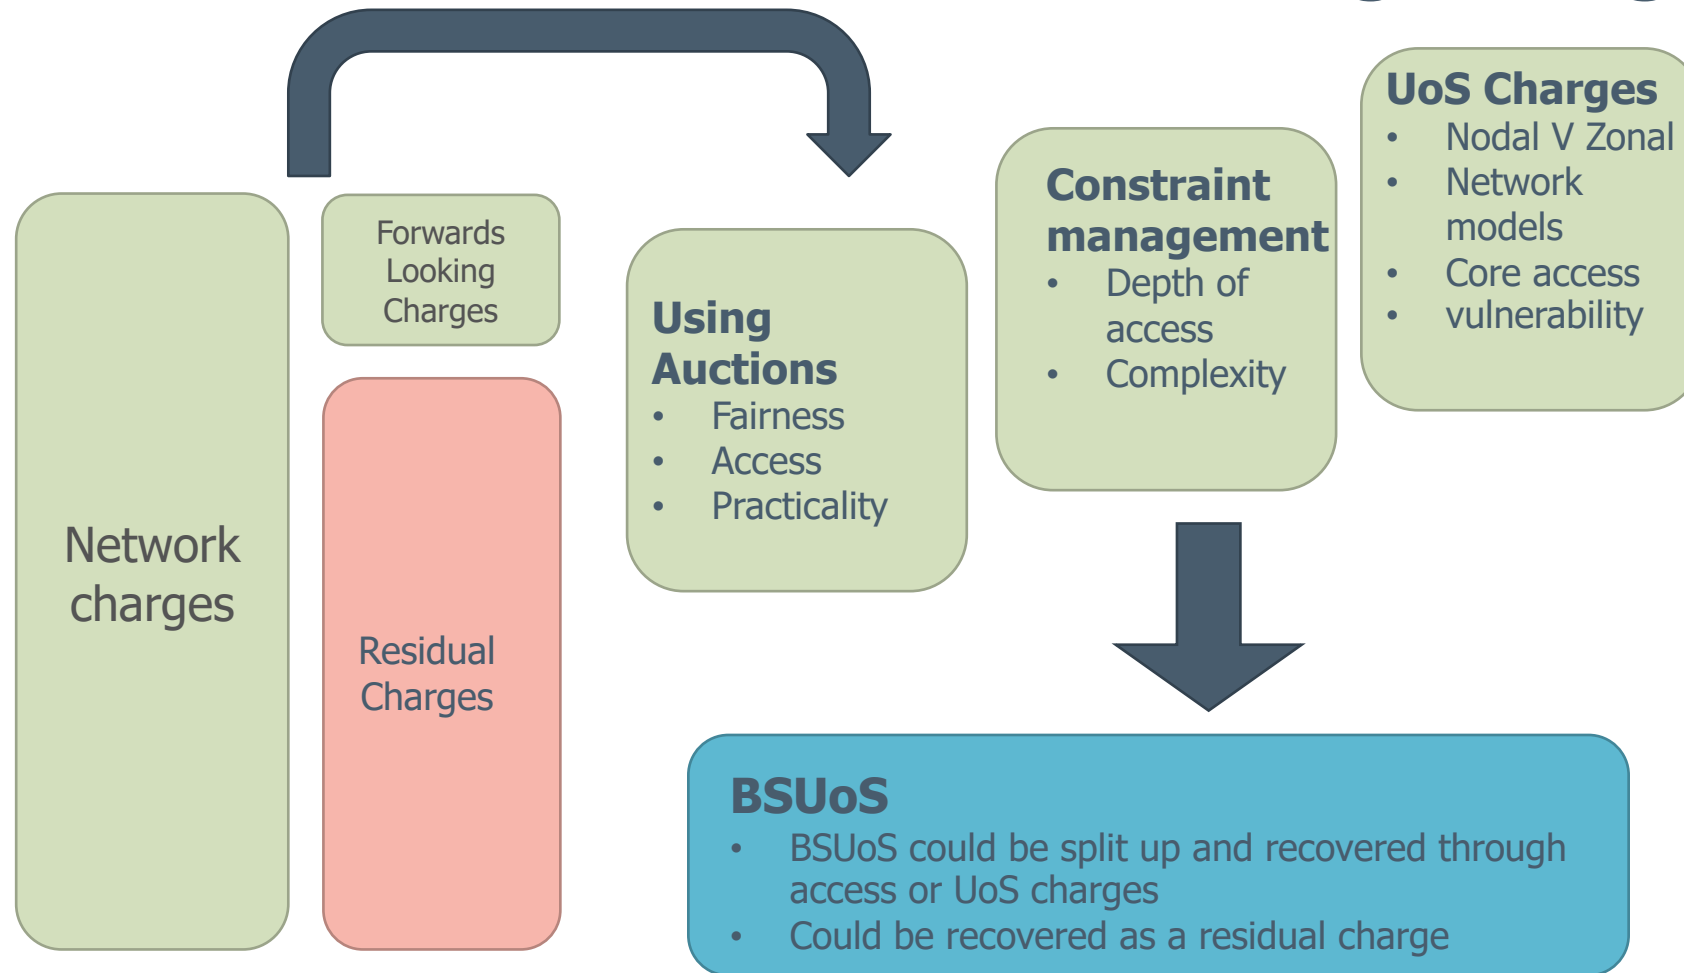 Network
charges
Forwards
Looking
Charges
Residual
Charges
Using
Auctions
• Fairness
• Access
• Practicality
Constraint
management
• Depth of
access
• Complexity
UoS Charges
• Nodal V Zonal
• Network
models
• Core access
• vulnerability
BSUoS
• BSUoS could be split up and recovered through
access or UoS charges
• Could be recovered as a residual charge